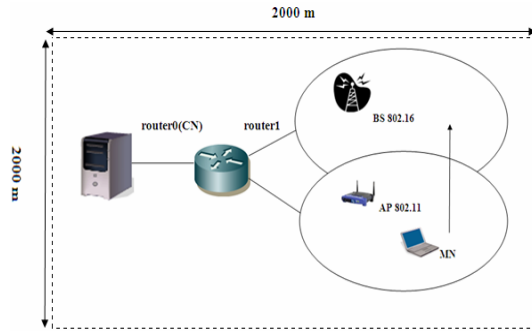 2000 m
2000 m
router0(CN)
router1
BS 802.16
AP 802.11
MN